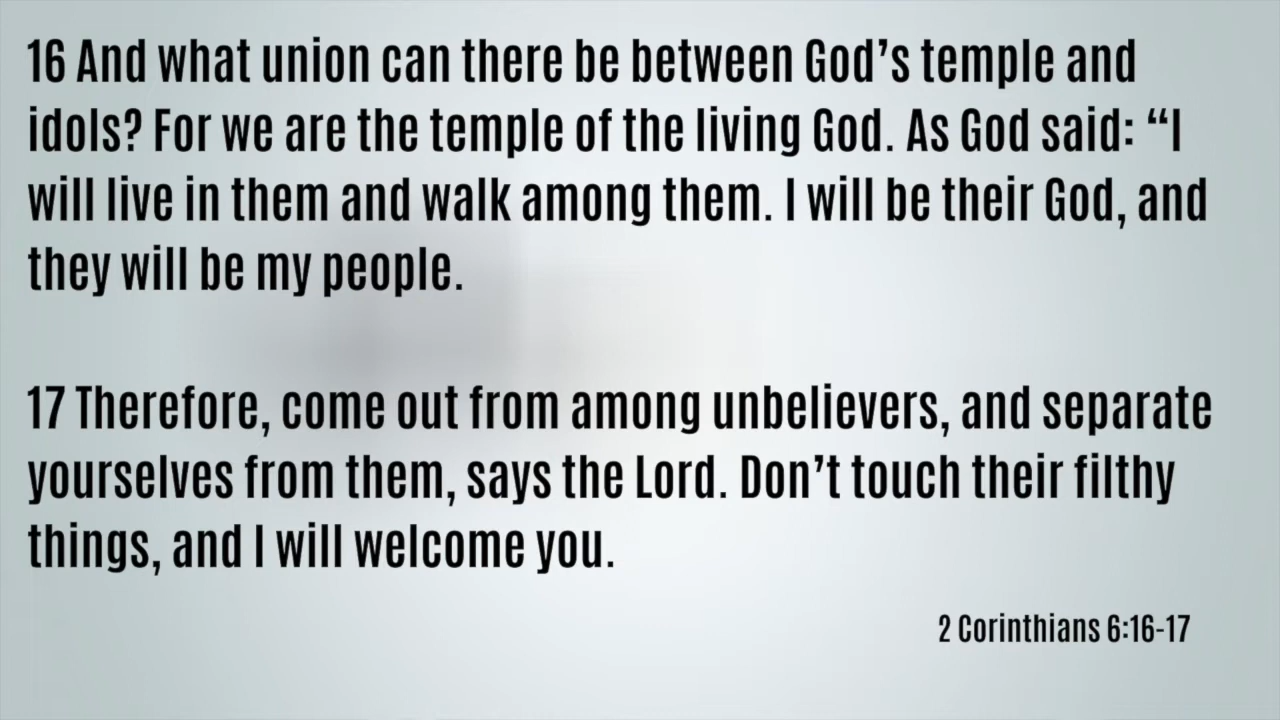 16 And what union can there be between God’s temple and
idols? For we are the temple of the living God. As God said: “I
will live in them and walk among them. I will be their God, and
they will be my people.
17 Therefore, come out from among unbelievers, and separate
yourselves from them, says the Lord. Don’t touch their filthy
things, and I will welcome you.
2 Corinthians 6:16-17